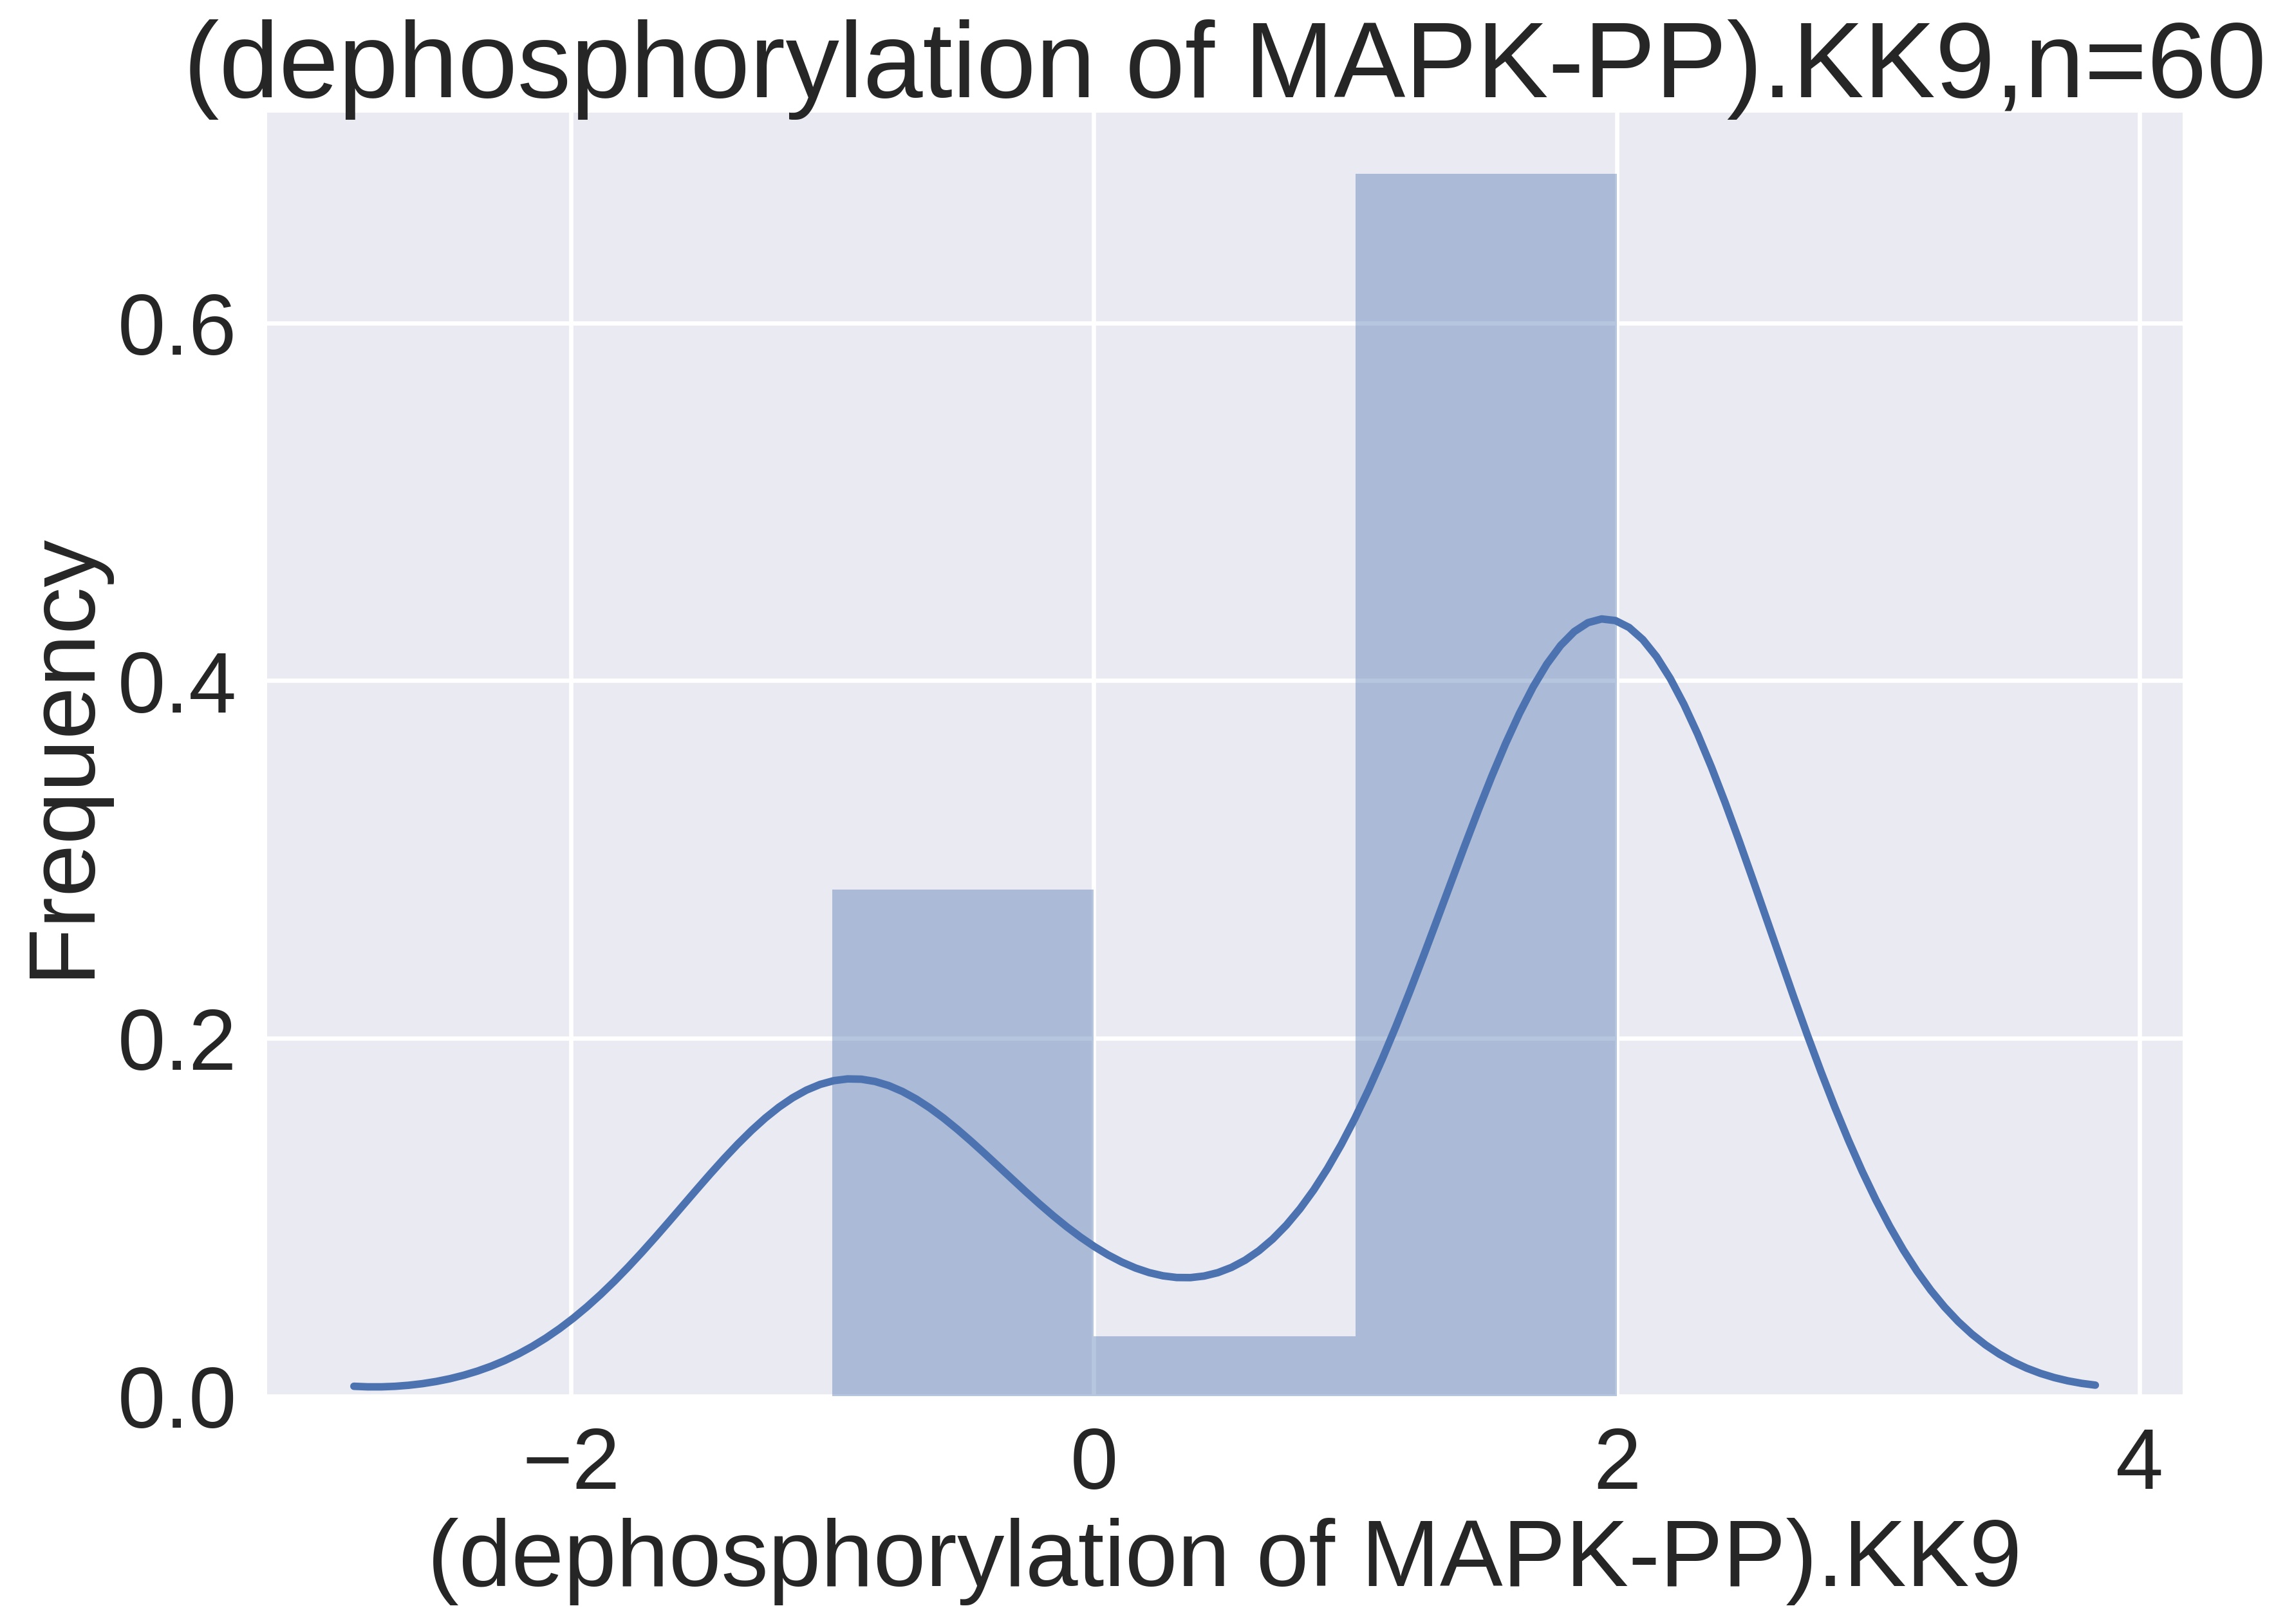 (dephosphorylation of MAPK-PP).KK9,n=60
Frequency
0.6
0.4
0.2
0.0
−2 0 2 4
(dephosphorylation of MAPK-PP).KK9